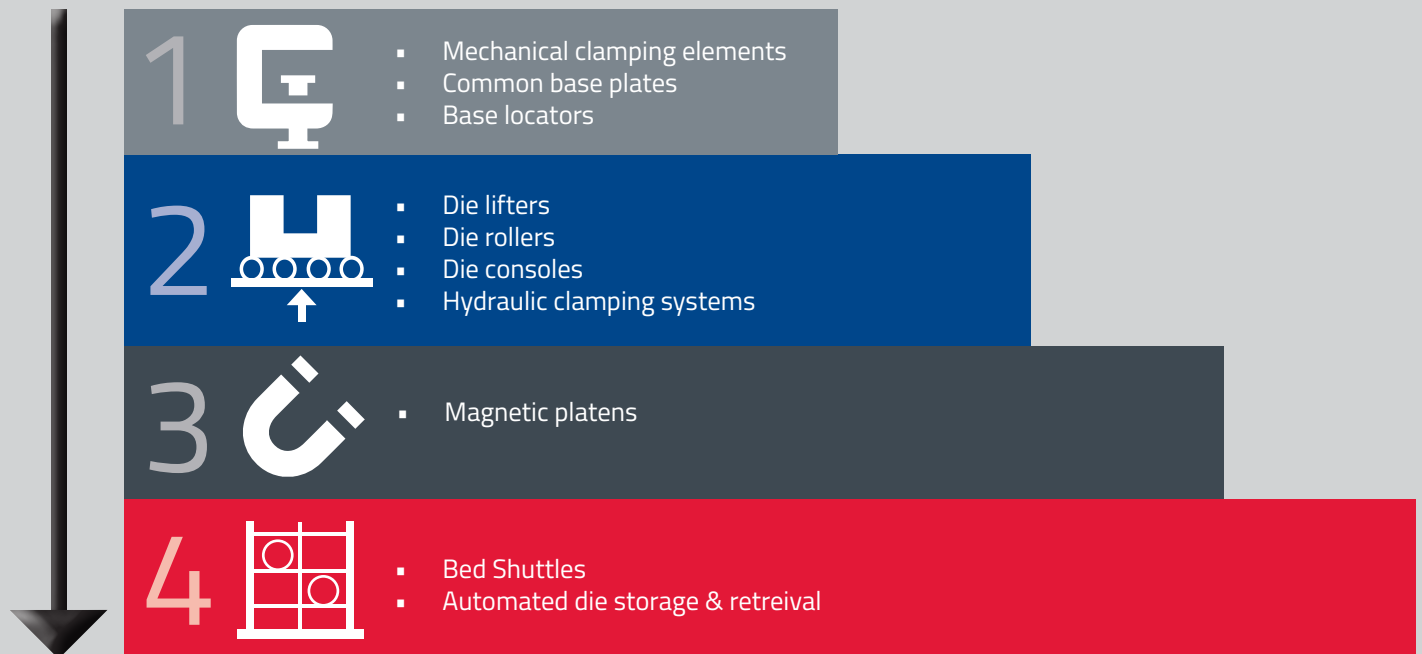 1
▪ Mechanical clamping elements
▪ Common base plates
▪ Base locators
2
▪ Die lifters
▪ Die rollers
▪ Die consoles
▪ Hydraulic clamping systems
3
▪ Magnetic platens
4
▪ Bed Shuttles
▪ Automated die storage & retreival